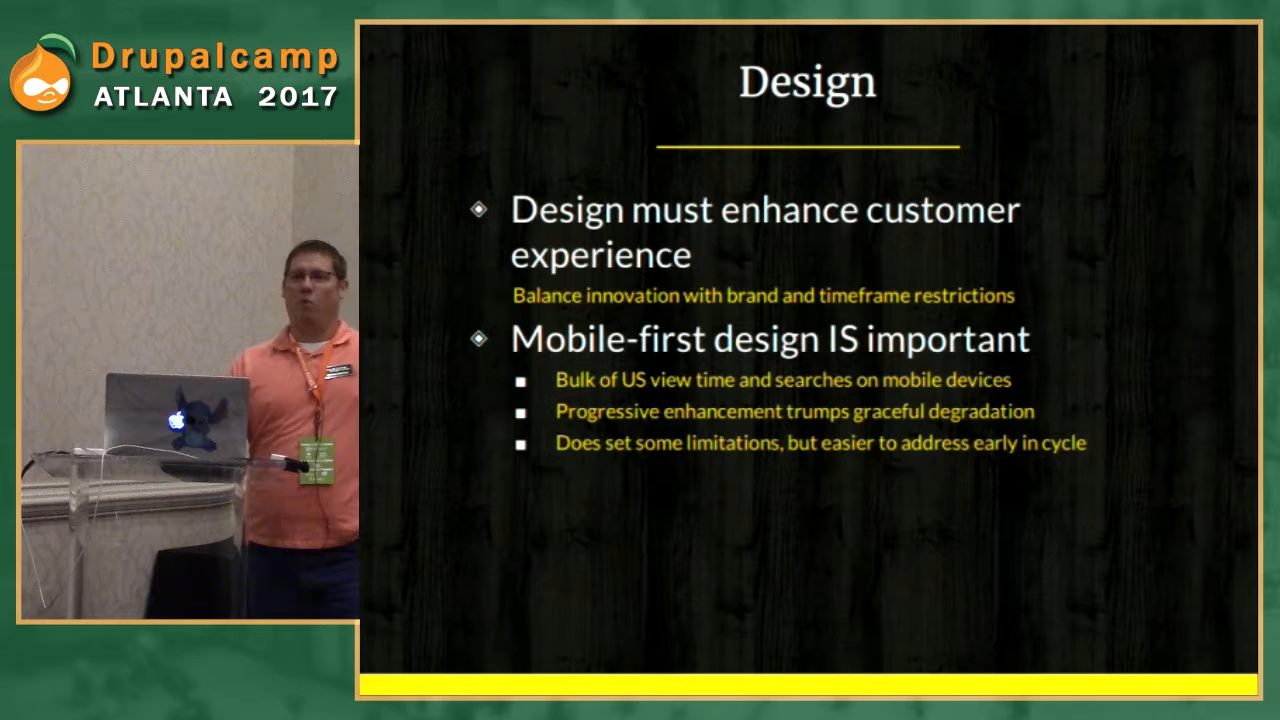 Drupalcamp
ATLANTA 2017
Design
Design must enhance customer
experience
Balance innovation with brand and timeframe restrictions
Mobile-first design IS important
Bulk of US view time and searches on mobile devices
Progressive enhancement trumps graceful degradation
Does set some limitations, but easier to address early in cycle